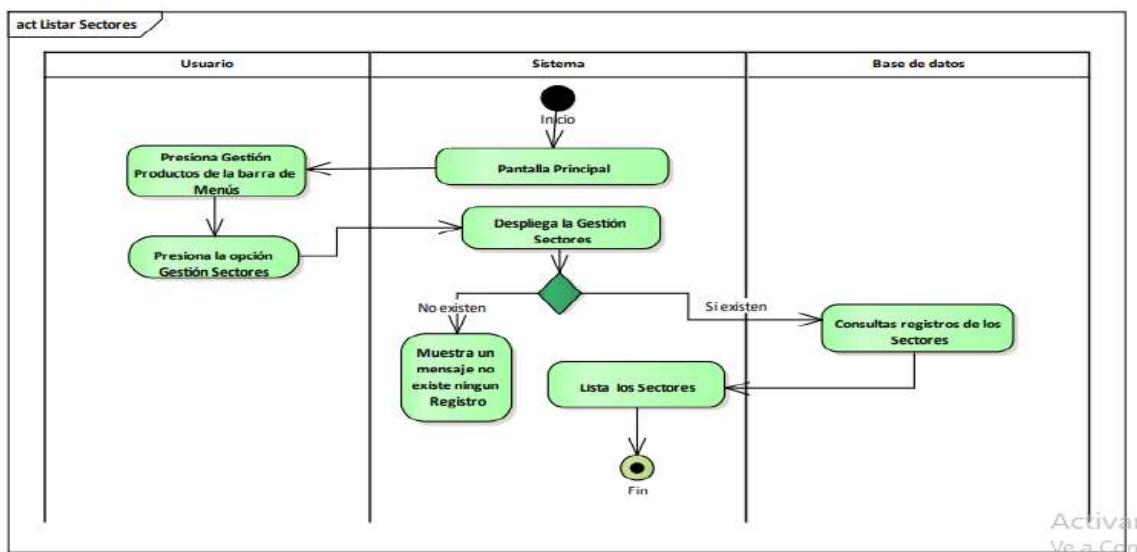 act Listar Sectores
Usuario
Sistema
Base de datos
Inicio
Presiona Gestión
Productos de la barra de
Menús
Pantalla Principal
Presiona la opción
Gestión Sectores
Despliega la Gestión
Sectores
No existen
Si existen
Consultas registros de los
Sectores
Muestra un
mensaje no
existe ningun
Registro
Lista los Sectores
Fin
Activar
Ve a Con